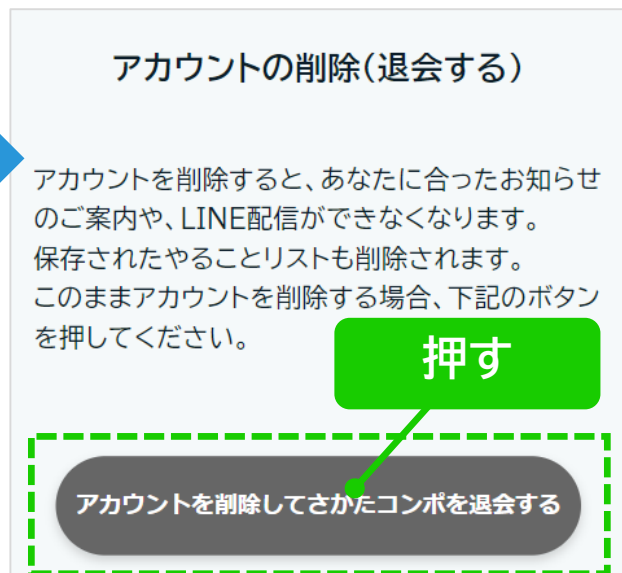 アカウントの削除(退会する)
アカウントを削除すると、あなたに合ったお知らせ
のご案内や、LINE配信ができなくなります。
保存されたやることリストも削除されます。
このままアカウントを削除する場合、下記のボタン
を押してください。
押す
アカウントを削除してさかたコンポを退会する